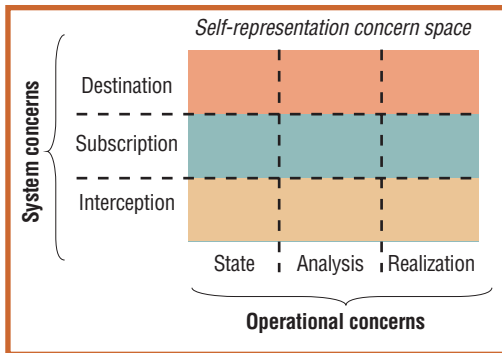 Self-representation concern space
System concerns
Destination
Subscription
Interception
State Analysis Realization
Operational concerns